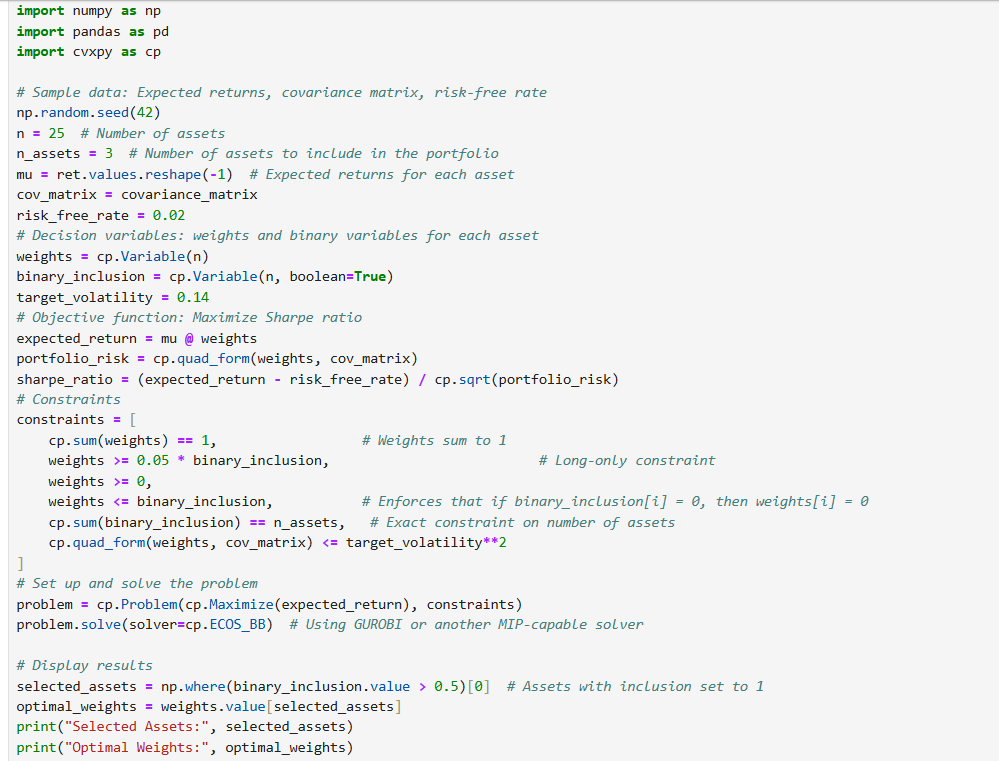 import numpy as np
import pandas as pd
import cvxpy as cp
# Sample data: Expected returns, covariance matrix, risk-free rate
np.random.seed(42)
n = 25  # Number of assets
n_assets = 3  # Number of assets to include in the portfolio
mu = ret.values.reshape(-1)  # Expected returns for each asset
cov_matrix = covariance_matrix
risk_free_rate = 0.02
# Decision variables: weights and binary variables for each asset
weights = cp.Variable(n)
binary_inclusion = cp.Variable(n, boolean=True)
target_volatility = 0.14
# Objective function: Maximize Sharpe ratio
expected_return = mu @ weights
portfolio_risk = cp.quad_form(weights, cov_matrix)
sharpe_ratio = (expected_return - risk_free_rate) / cp.sqrt(portfolio_risk)
# Constraints
constraints = [
    cp.sum(weights) == 1,                  # Weights sum to 1
    weights >= 0.05 * binary_inclusion,                          # Long-only constraint
    weights >= 0,
    weights <= binary_inclusion,           # Enforces that if binary_inclusion[i] = 0, then weights[i] = 0
    cp.sum(binary_inclusion) == n_assets,   # Exact constraint on number of assets
    cp.quad_form(weights, cov_matrix) <= target_volatility**2
]
# Set up and solve the problem
problem = cp.Problem(cp.Maximize(expected_return), constraints)
problem.solve(solver=cp.ECOS_BB)  # Using GUROBI or another MIP-capable solver
# Display results
selected_assets = np.where(binary_inclusion.value > 0.5)[0]  # Assets with inclusion set to 1
optimal_weights = weights.value[selected_assets]
print("Selected Assets:", selected_assets)
print("Optimal Weights:", optimal_weights)